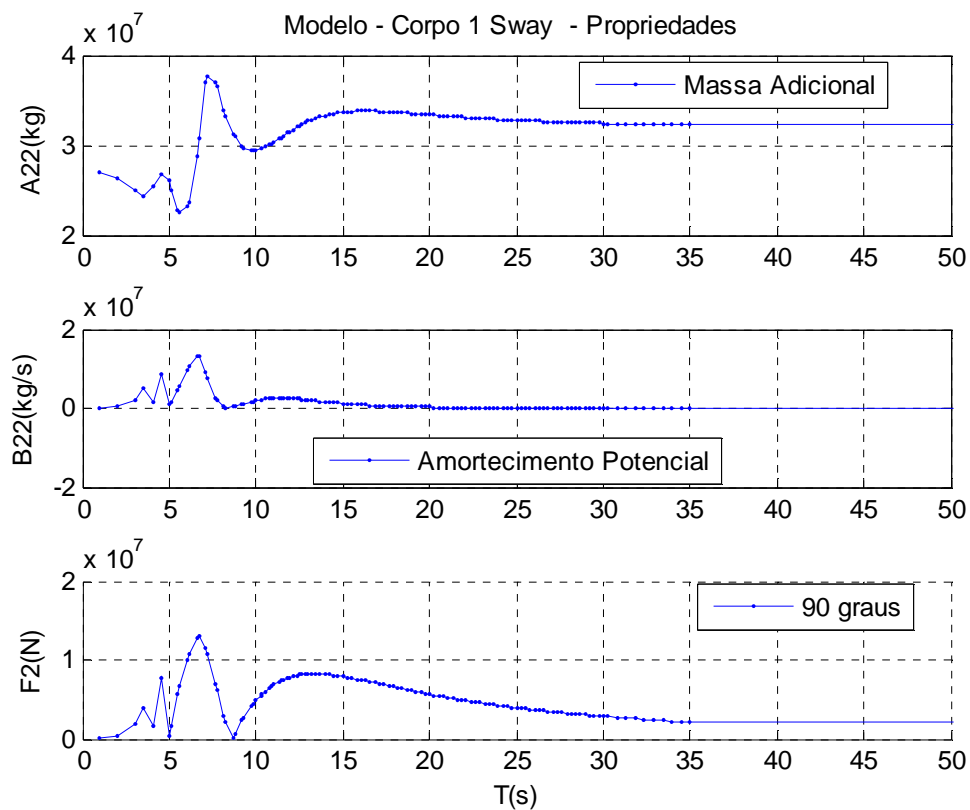 Modelo - Corpo 1 Sway - Propriedades
x 10^7
4
3
2
A22(kg)
Massa Adicional
0 5 10 15 20 25 30 35 40 45 50
x 10^7
2
0
-2
B22(kg/s)
Amortecimento Potencial
0 5 10 15 20 25 30 35 40 45 50
x 10^7
2
1
0
F2(N)
90 graus
0 5 10 15 20 25 30 35 40 45 50
T(s)